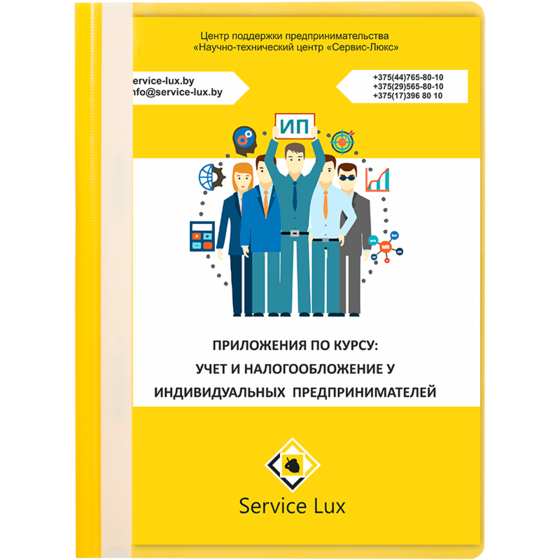 Центр поддержки предпринимательства
«Научно-технический центр «Сервис-Люкс»
ervice-lux.by
nfo@service-lux.by
+375(44)765-80-10
+375(29)565-80-10
+375(17)396 80 10
ИП
ПРИЛОЖЕНИЯ ПО КУРСУ:
УЧЕТ И НАЛОГООБЛОЖЕНИЕ У
ИНДИВИДУАЛЬНЫХ ПРЕДПРИНИМАТЕЛЕЙ
Service Lux